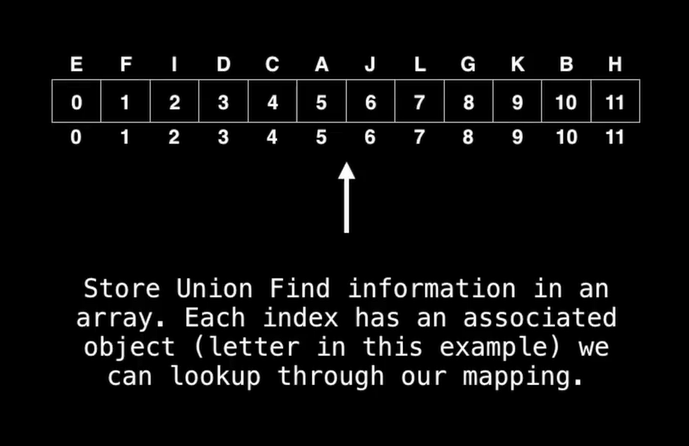 E F I D C A J L G K B H
0 1 2 3 4 5 6 7 8 9 10 11
0 1 2 3 4 5 6 7 8 9 10 11
Store Union Find information in an
array. Each index has an associated
object (letter in this example) we
can lookup through our mapping.